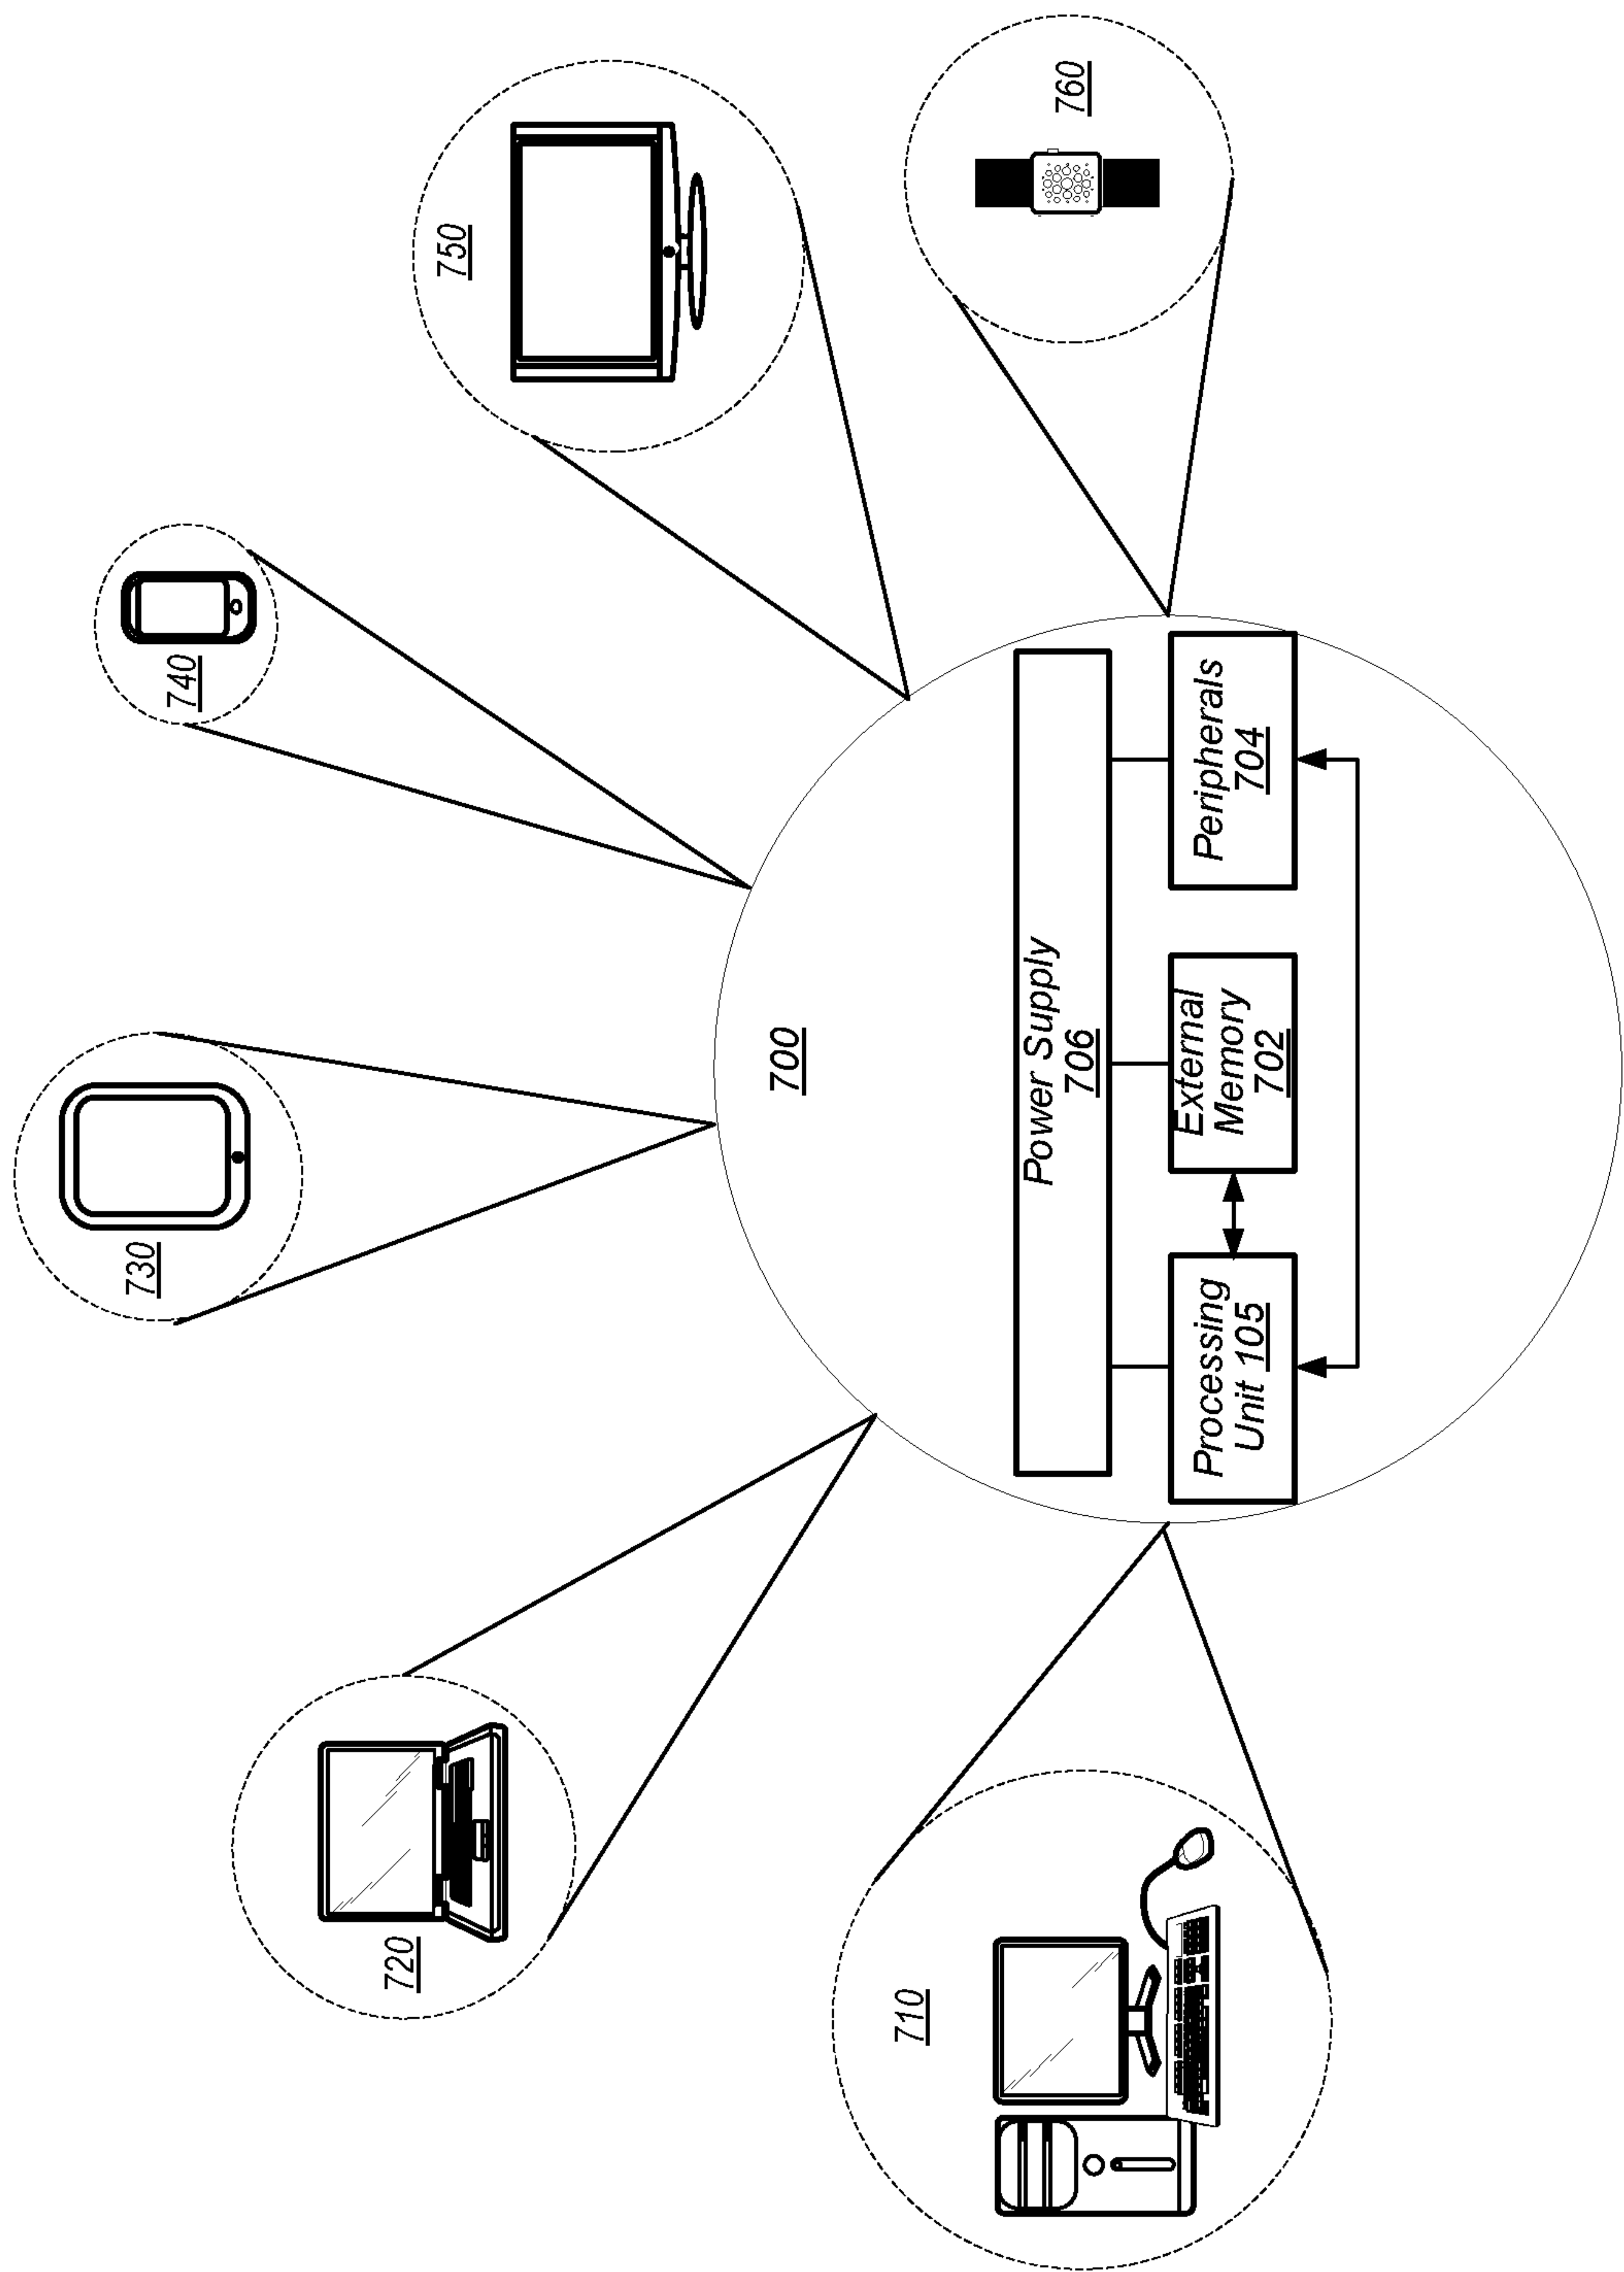 710
720
730
740
750
760
700
Power Supply
706
Processing
Unit 105
External
Memory
702
Peripherals
704